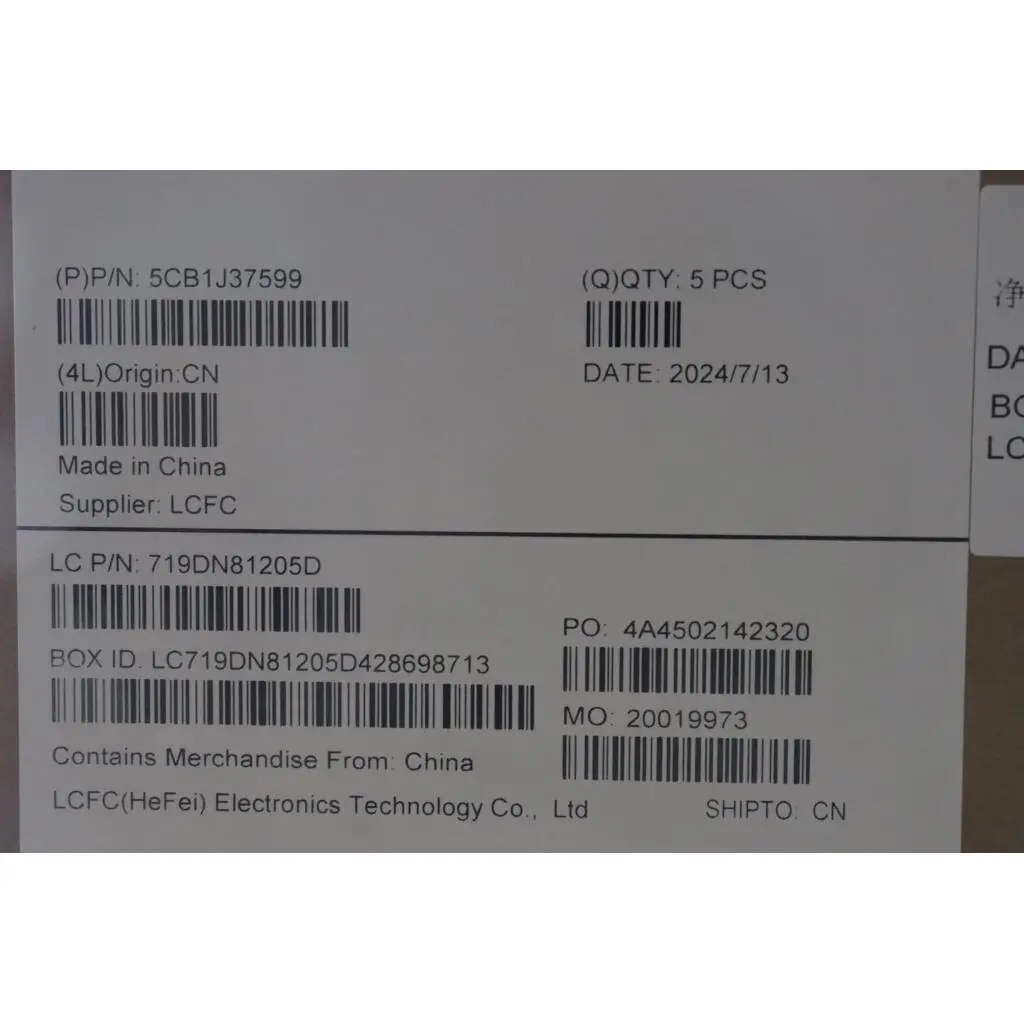 (P)P/N: 5CB1J37599
(Q)QTY: 5 PCS
(4L)Origin:CN
DATE: 2024/7/13
Made in China
Supplier: LCFC
LC P/N: 719DN81205D
PO: 4A4502142320
BOX ID. LC719DN81205D428698713
MO: 20019973
Contains Merchandise From: China
LCFC(HeFei) Electronics Technology Co., Ltd
SHIPTO: CN
净
DA
BO
LC